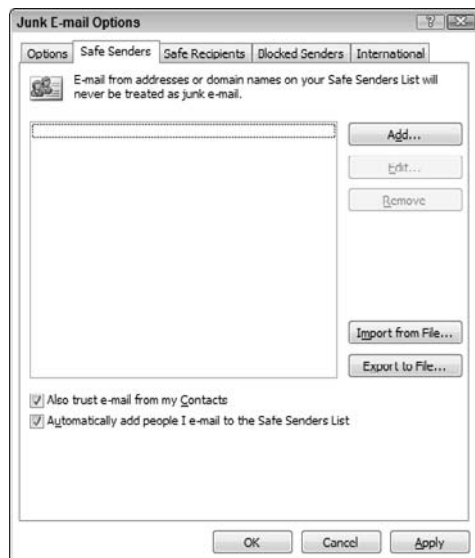 Junk E-mail Options
Options Safe Senders Safe Recipients Blocked Senders International
E-mail from addresses or domain names on your Safe Senders List will
never be treated as junk e-mail.
Add...
Edit...
Remove
Import from File...
Export to File...
Also trust e-mail from my Contacts
Automatically add people I e-mail to the Safe Senders List
OK Cancel Apply